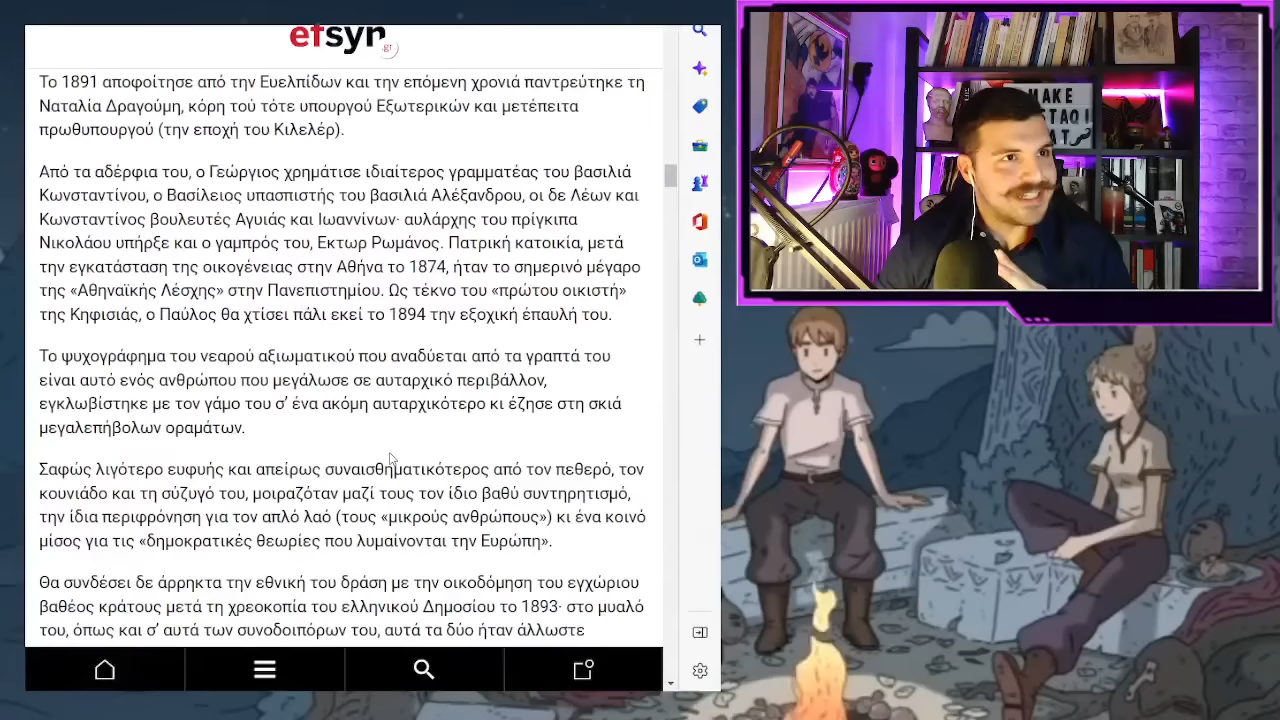 efsyn
.gr
Το 1891 αποφοίτησε από την Ευελπίδων και την επόμενη χρονιά παντρεύτηκε τη
Ναταλία Δραγούμη, κόρη τού τότε υπουργού Εξωτερικών και μετέπειτα
πρωθυπουργού (την εποχή του Κιλελέρ).
Από τα αδέρφια του, ο Γεώργιος χρημάτισε ιδιαίτερος γραμματέας του βασιλιά
Κωνσταντίνου, ο Βασίλειος υπασπιστής του βασιλιά Αλέξανδρου, οι δε Λέων και
Κωνσταντίνος βουλευτές Αγυιάς και Ιωαννίνων· αυλάρχης του πρίγκιπα
Νικολάου υπήρξε και ο γαμπρός του, Εκτωρ Ρωμάνος. Πατρική κατοικία, μετά
την εγκατάσταση της οικογένειας στην Αθήνα το 1874, ήταν το σημερινό μέγαρο
της «Αθηναϊκής Λέσχης» στην Πανεπιστημίου. Ως τέκνο του «πρώτου οικιστή»
της Κηφισιάς, ο Παύλος θα χτίσει πάλι εκεί το 1894 την εξοχική έπαυλή του.
Το ψυχογράφημα του νεαρού αξιωματικού που αναδύεται από τα γραπτά του
είναι αυτό ενός ανθρώπου που μεγάλωσε σε αυταρχικό περιβάλλον,
εγκλωβίστηκε με τον γάμο του σ’ ένα ακόμη αυταρχικότερο κι έζησε στη σκιά
μεγαλεπήβολων οραμάτων.
Σαφώς λιγότερο ευφυής και απείρως συναισθηματικότερος από τον πεθερό, τον
κουνιάδο και τη σύζυγό του, μοιραζόταν μαζί τους τον ίδιο βαθύ συντηρητισμό,
την ίδια περιφρόνηση για τον απλό λαό (τους «μικρούς ανθρώπους») κι ένα κοινό
μίσος για τις «δημοκρατικές θεωρίες που λυμαίνονται την Ευρώπη».
Θα συνδέσει δε άρρηκτα την εθνική του δράση με την οικοδόμηση του εγχώριου
βαθέος κράτους μετά τη χρεοκοπία του ελληνικού Δημοσίου το 1893· στο μυαλό
του, όπως και σ’ αυτά των συνοδοιπόρων του, αυτά τα δύο ήταν άλλωστε
MAKE